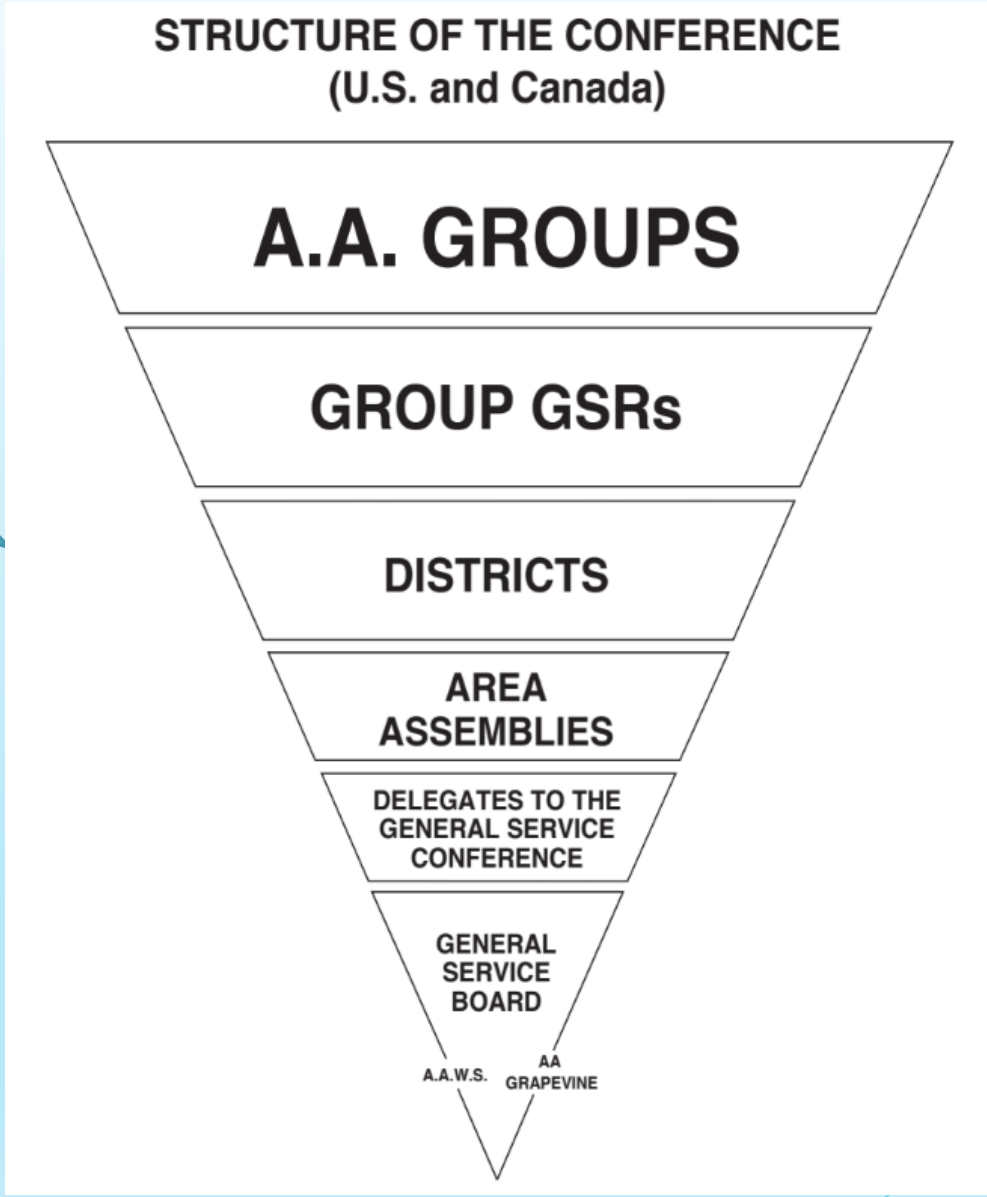 STRUCTURE OF THE CONFERENCE
(U.S. and Canada)
A.A. GROUPS
GROUP GSRs
DISTRICTS
AREA
ASSEMBLIES
DELEGATES TO THE
GENERAL SERVICE
CONFERENCE
GENERAL
SERVICE
BOARD
A.A.W.S.
AA
GRAPEVINE